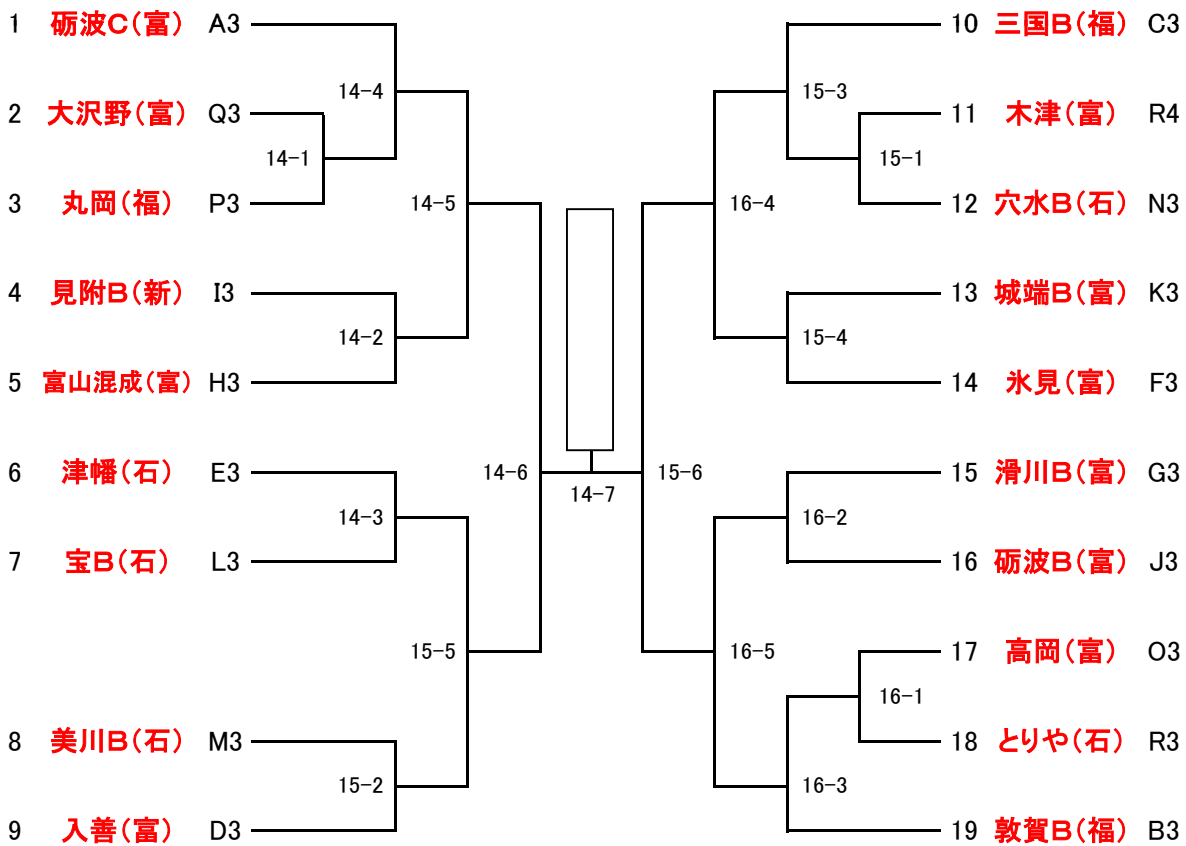 1 砺波C(富) A3
2 大沢野(富) Q3
3 丸岡(福) P3
4 見附B(新) I3
5 富山混成(富) H3
6 津幡(石) E3
7 宝B(石) L3
8 美川B(石) M3
9 入善(富) D3
14-4
14-1
14-5
14-2
14-6
14-3
15-5
15-2
14-7
15-3
15-1
16-4
15-4
15-6
16-2
16-5
16-1
16-3
10 三国B(福) C3
11 木津(富) R4
12 穴水B(石) N3
13 城端B(富) K3
14 氷見(富) F3
15 滑川B(富) G3
16 砺波B(富) J3
17 高岡(富) O3
18 とりや(石) R3
19 敦賀B(福) B3